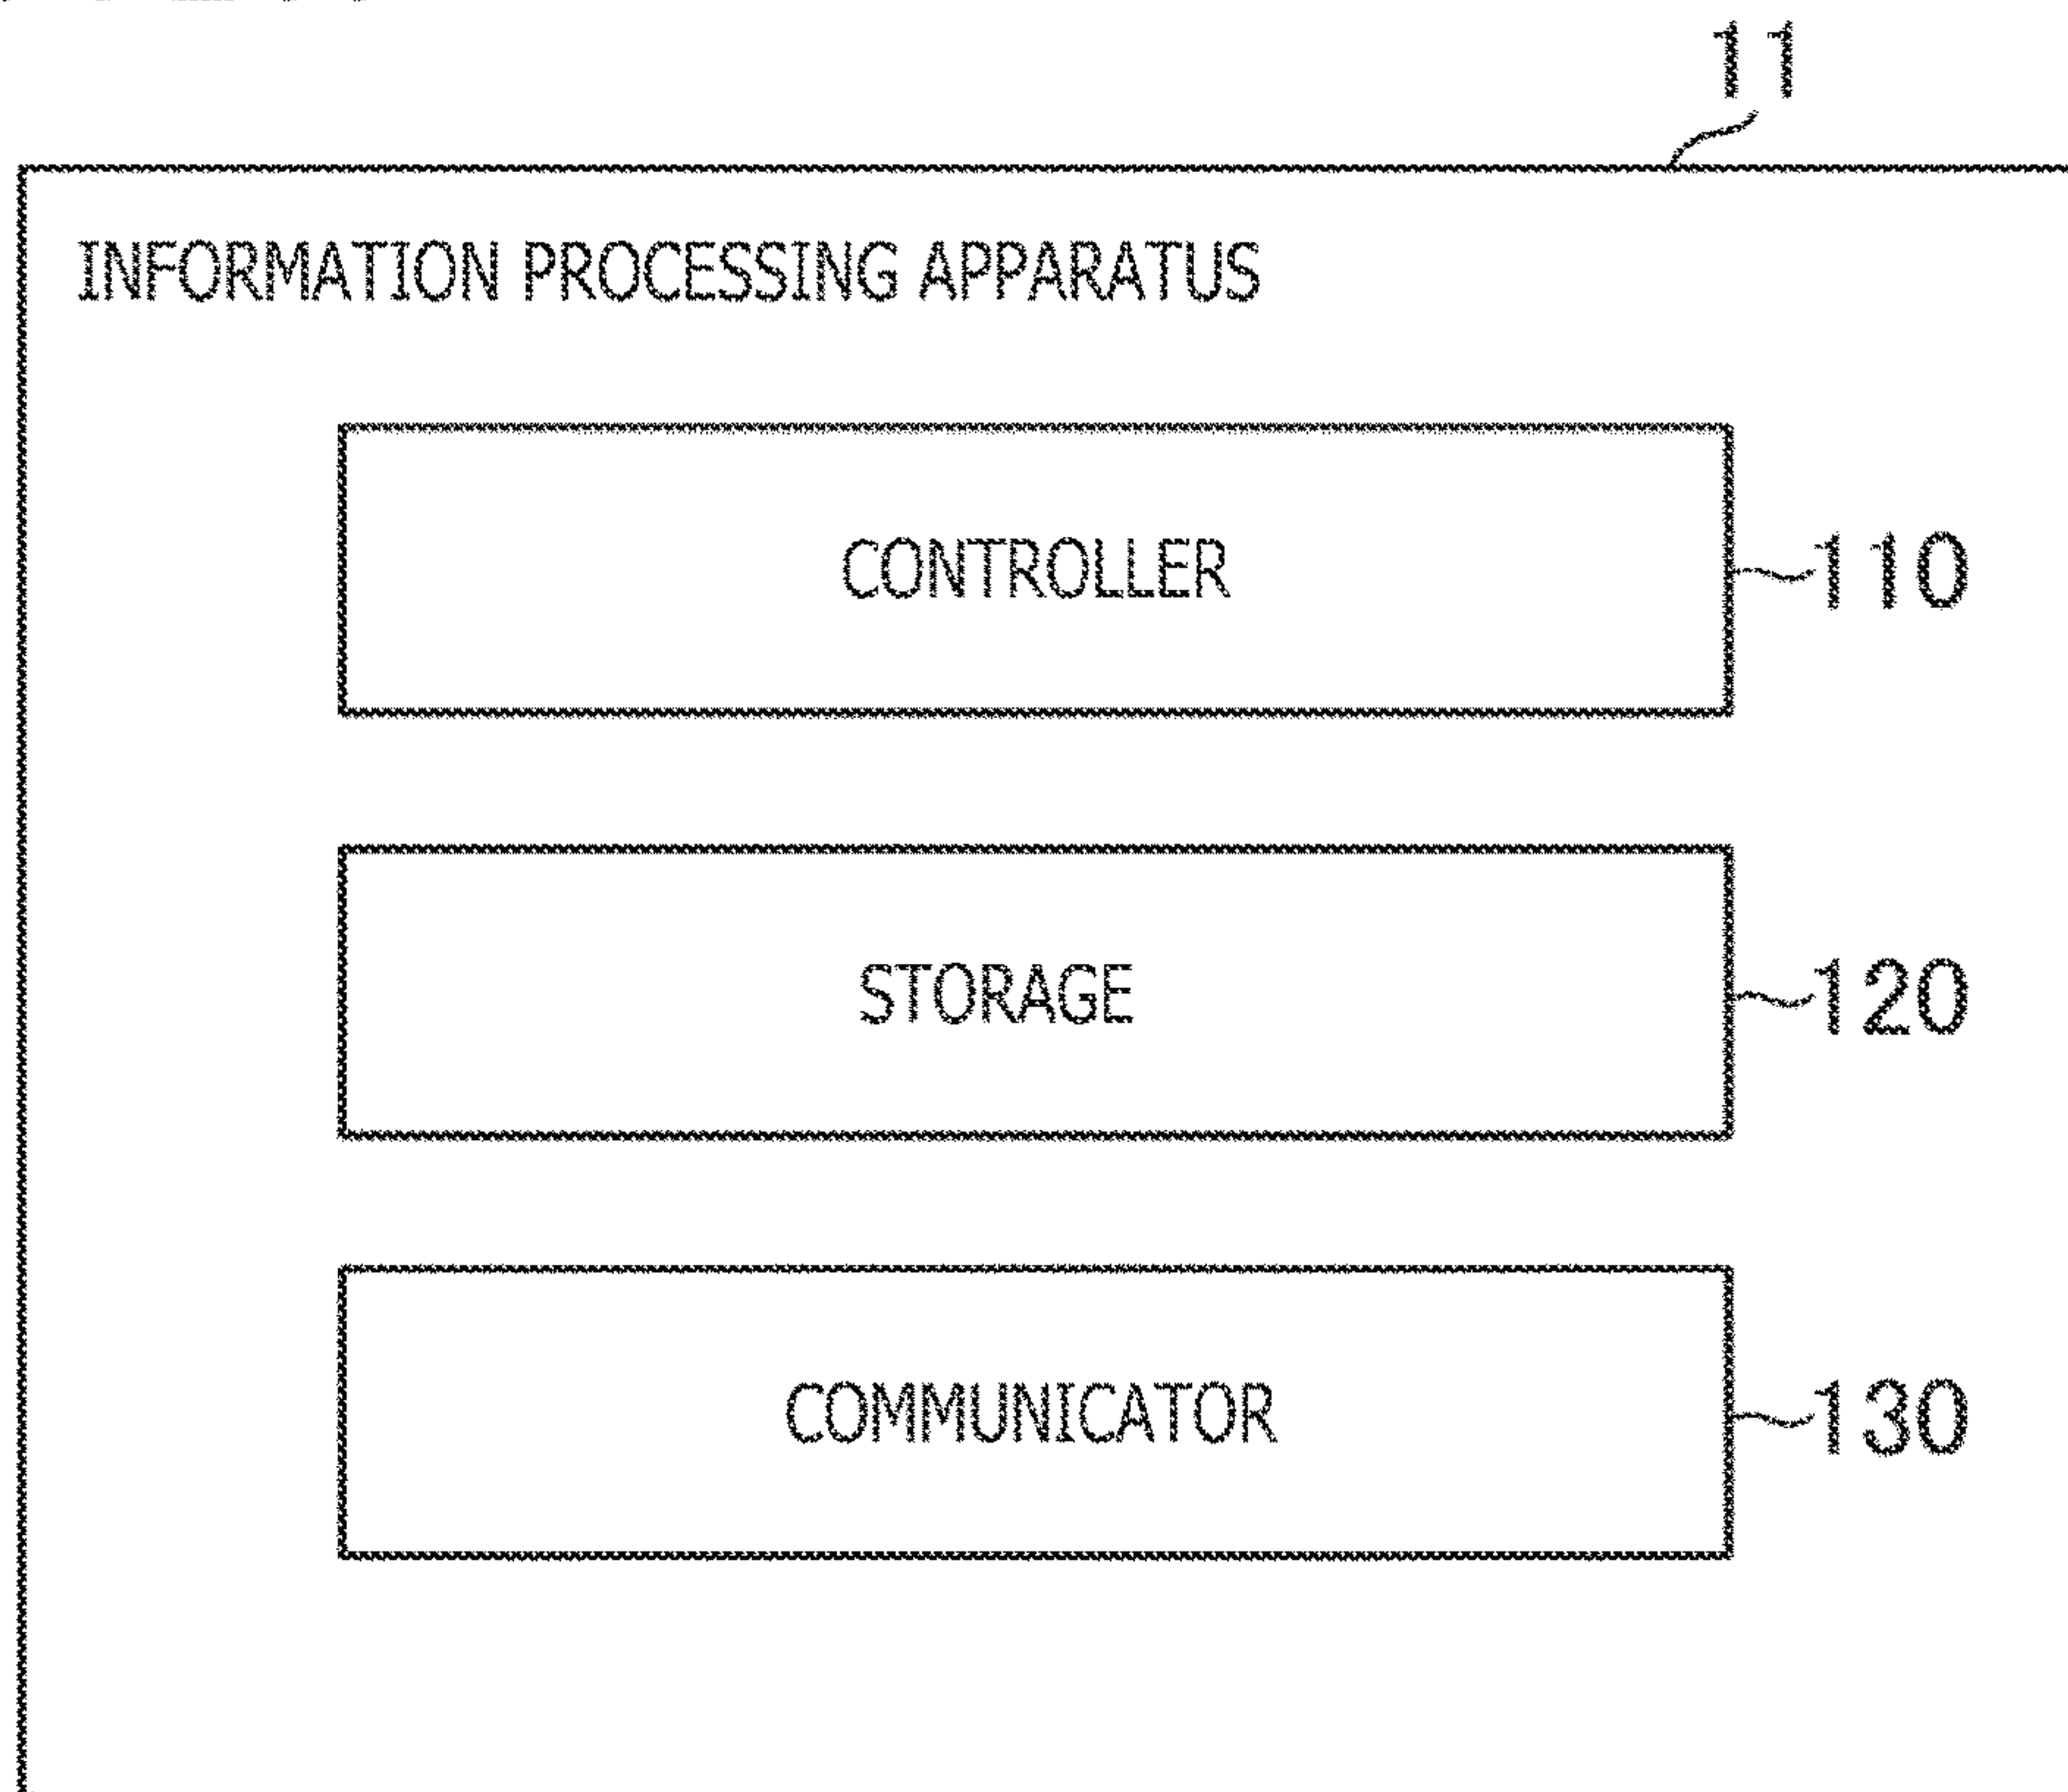 11
INFORMATION PROCESSING APPARATUS
CONTROLLER
110
STORAGE
120
COMMUNICATOR
130